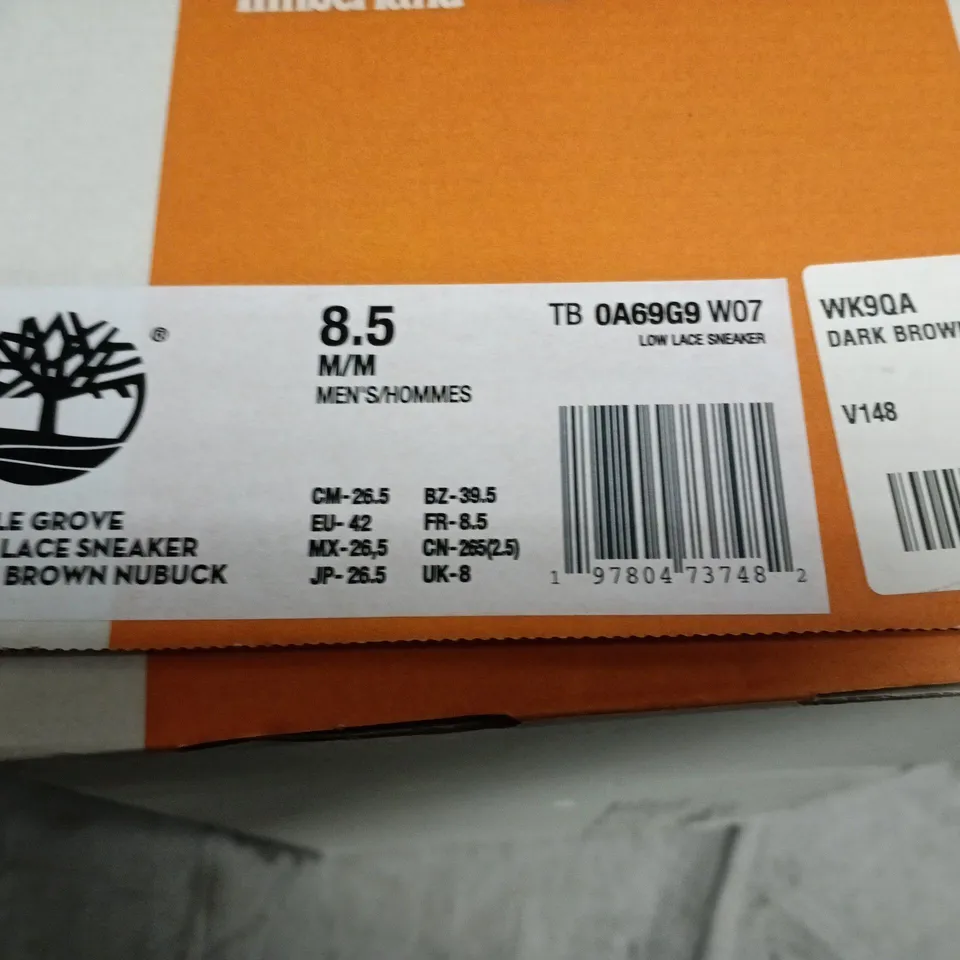 Timberland
®
8.5
M/M
MEN'S/HOMMES
TB 0A69G9 W07
LOW LACE SNEAKER
CM- 26.5 BZ- 39.5
EU- 42 FR- 8.5
MX- 26,5 CN- 265(2.5)
JP- 26.5 UK-8
LE GROVE
LACE SNEAKER
BROWN NUBUCK
1 97804 73748 2
WK9QA
DARK BROW
V148